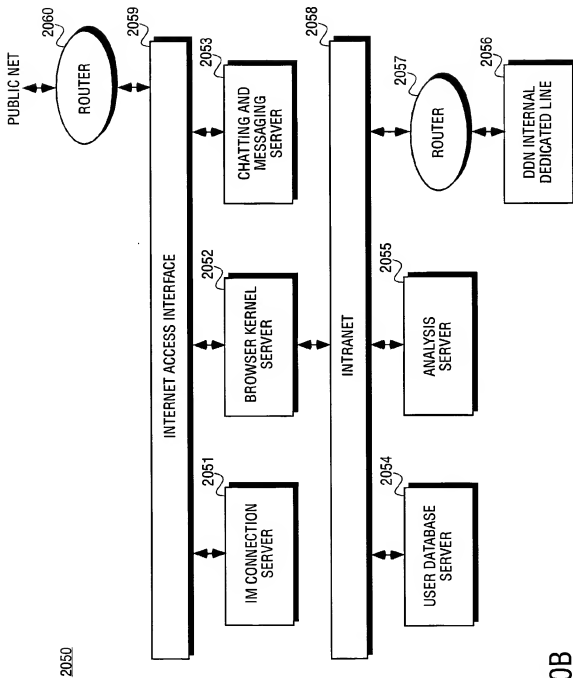 2050
PUBLIC NET
2060
ROUTER
2059
INTERNET ACCESS INTERFACE
2051
IM CONNECTION
SERVER
2052
BROWSER KERNEL
SERVER
2053
CHATTING AND
MESSAGING
SERVER
2058
INTRANET
2054
USER DATABASE
SERVER
2055
ANALYSIS
SERVER
2057
ROUTER
2056
DDN INTERNAL
DEDICATED LINE
0B